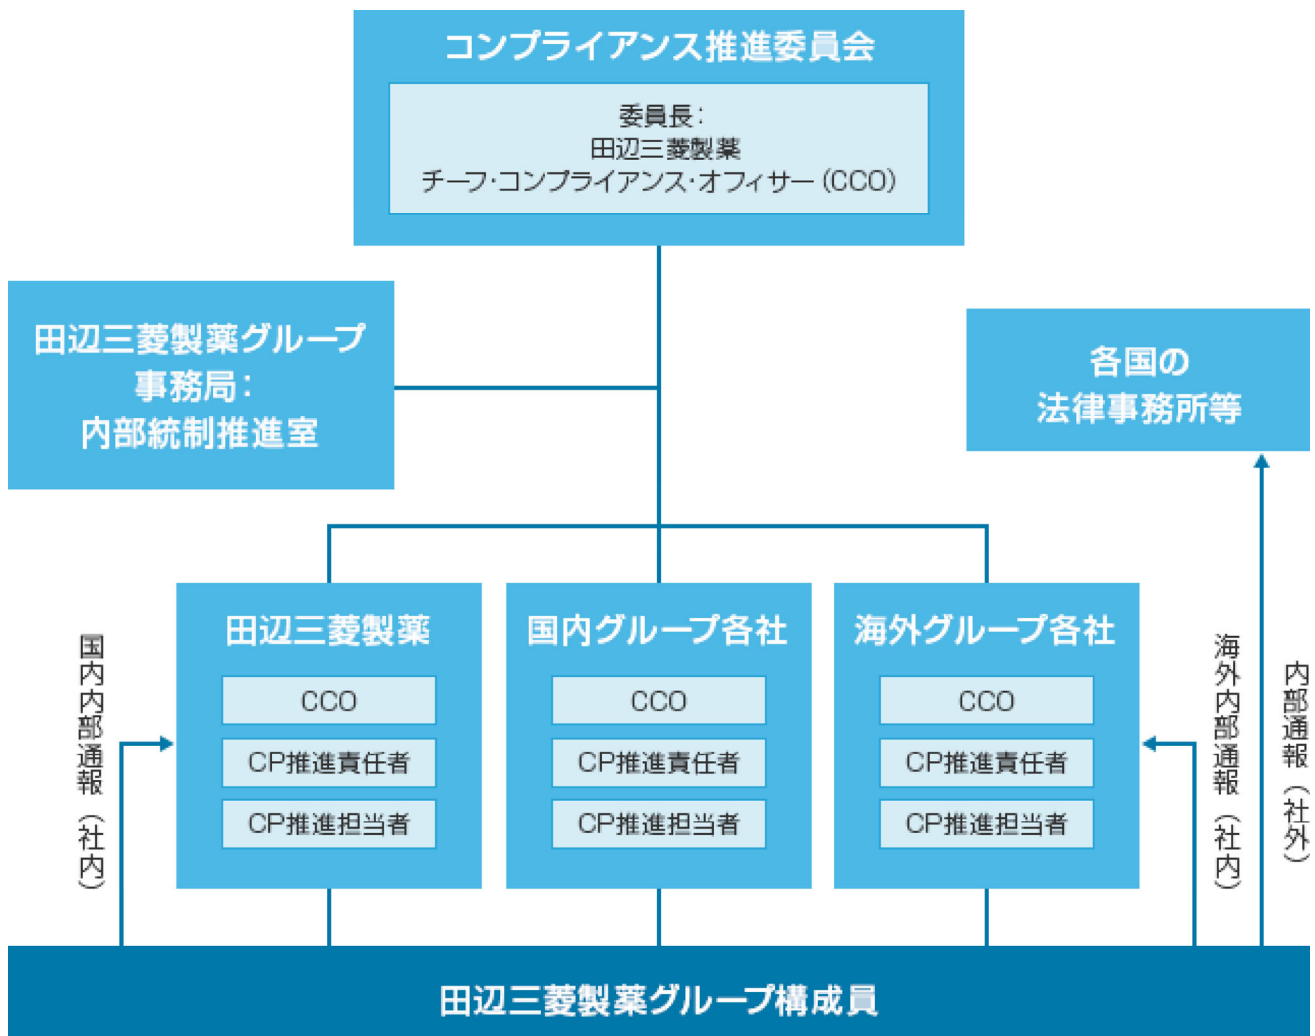 コンプライアンス推進委員会
委員長：
田辺三菱製薬
チーフ・コンプライアンス・オフィサー（CCO）
田辺三菱製薬グループ
事務局：
内部統制推進室
各国の
法律事務所等
田辺三菱製薬
CCO
CP推進責任者
CP推進担当者
国内グループ各社
CCO
CP推進責任者
CP推進担当者
海外グループ各社
CCO
CP推進責任者
CP推進担当者
国内内部通報（社内）
海外内部通報（社内）
内部通報（社外）
田辺三菱製薬グループ構成員